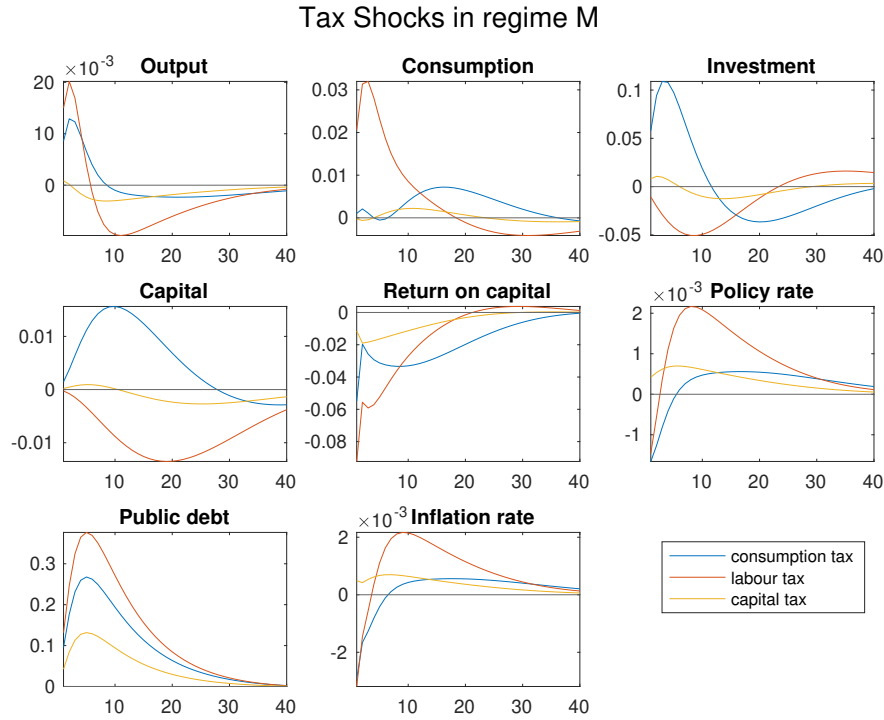 Tax Shocks in regime M
×10⁻³ Output
20
10
0
10 20 30 40
Consumption
0.03
0.02
0.01
0
10 20 30 40
Investment
0.1
0.05
0
-0.05
10 20 30 40
Capital
0.01
0
-0.01
10 20 30 40
Return on capital
0
-0.02
-0.04
-0.06
-0.08
10 20 30 40
×10⁻³ Policy rate
2
1
0
-1
10 20 30 40
Public debt
0.3
0.2
0.1
0
10 20 30 40
×10⁻³ Inflation rate
2
0
-2
10 20 30 40
consumption tax
labour tax
capital tax